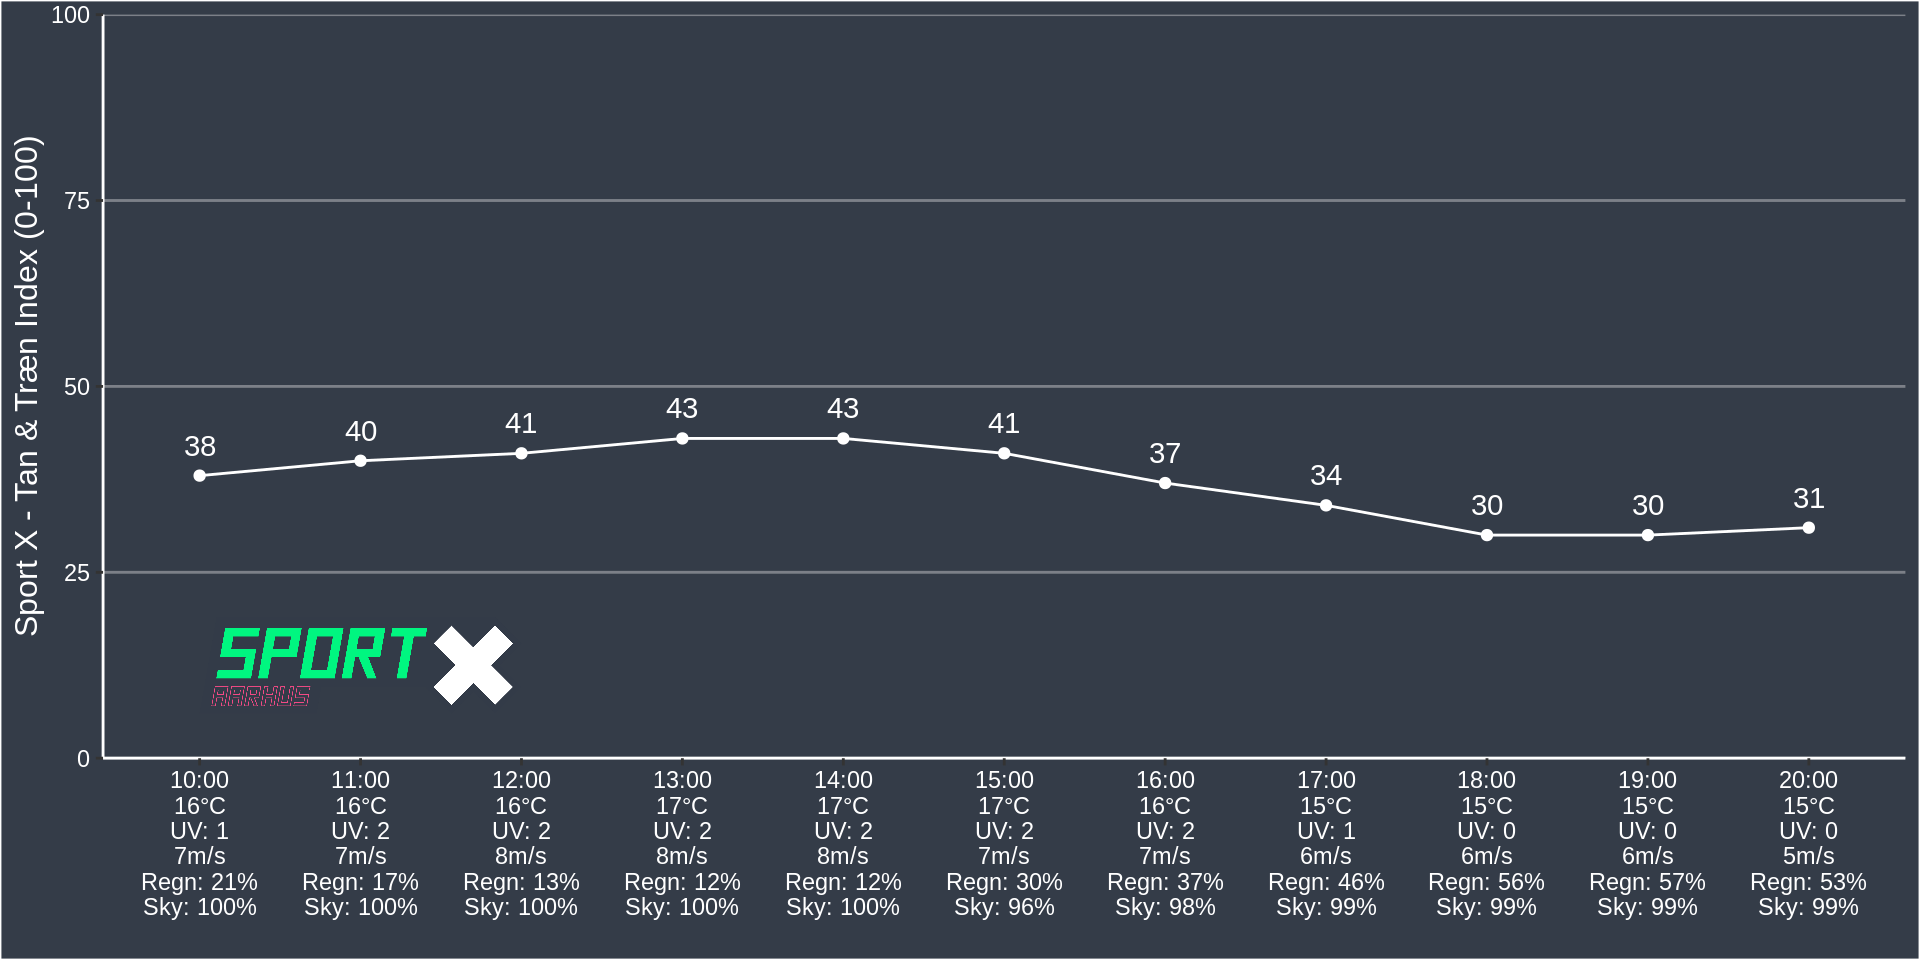 Sport X - Tan & Træn Index (0-100)
100
75
50
25
0
38
40
41
43
43
41
37
34
30
30
31
SPORT X
AARHUS
10:00
16°C
UV: 1
7m/s
Regn: 21%
Sky: 100%
11:00
16°C
UV: 2
7m/s
Regn: 17%
Sky: 100%
12:00
16°C
UV: 2
8m/s
Regn: 13%
Sky: 100%
13:00
17°C
UV: 2
8m/s
Regn: 12%
Sky: 100%
14:00
17°C
UV: 2
8m/s
Regn: 12%
Sky: 100%
15:00
17°C
UV: 2
7m/s
Regn: 30%
Sky: 96%
16:00
16°C
UV: 2
7m/s
Regn: 37%
Sky: 98%
17:00
15°C
UV: 1
6m/s
Regn: 46%
Sky: 99%
18:00
15°C
UV: 0
6m/s
Regn: 56%
Sky: 99%
19:00
15°C
UV: 0
6m/s
Regn: 57%
Sky: 99%
20:00
15°C
UV: 0
5m/s
Regn: 53%
Sky: 99%